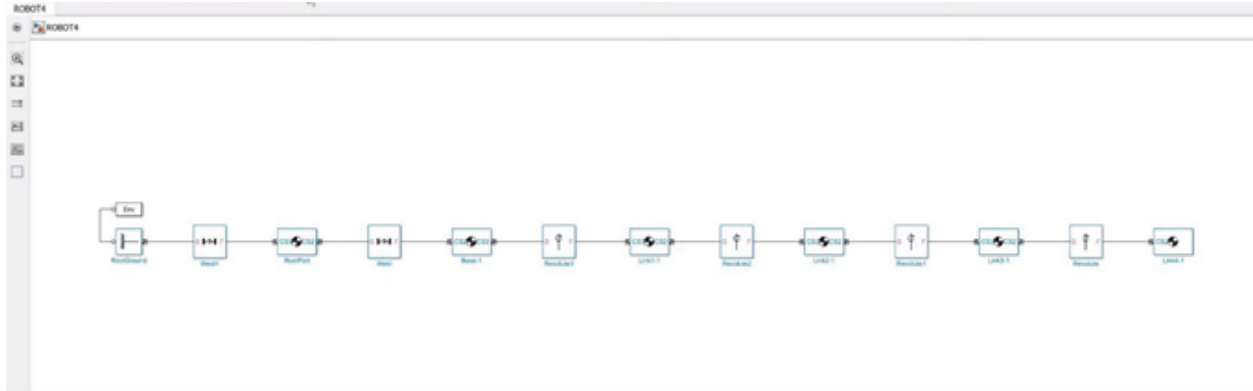 ROBOT4
ROBOT4
Env
RootGround
Weld1
RootPart
Weld
Base-1
Revolute3
Link1-1
Revolute2
Link2-1
Revolute1
Link3-1
Revolute
Link4-1